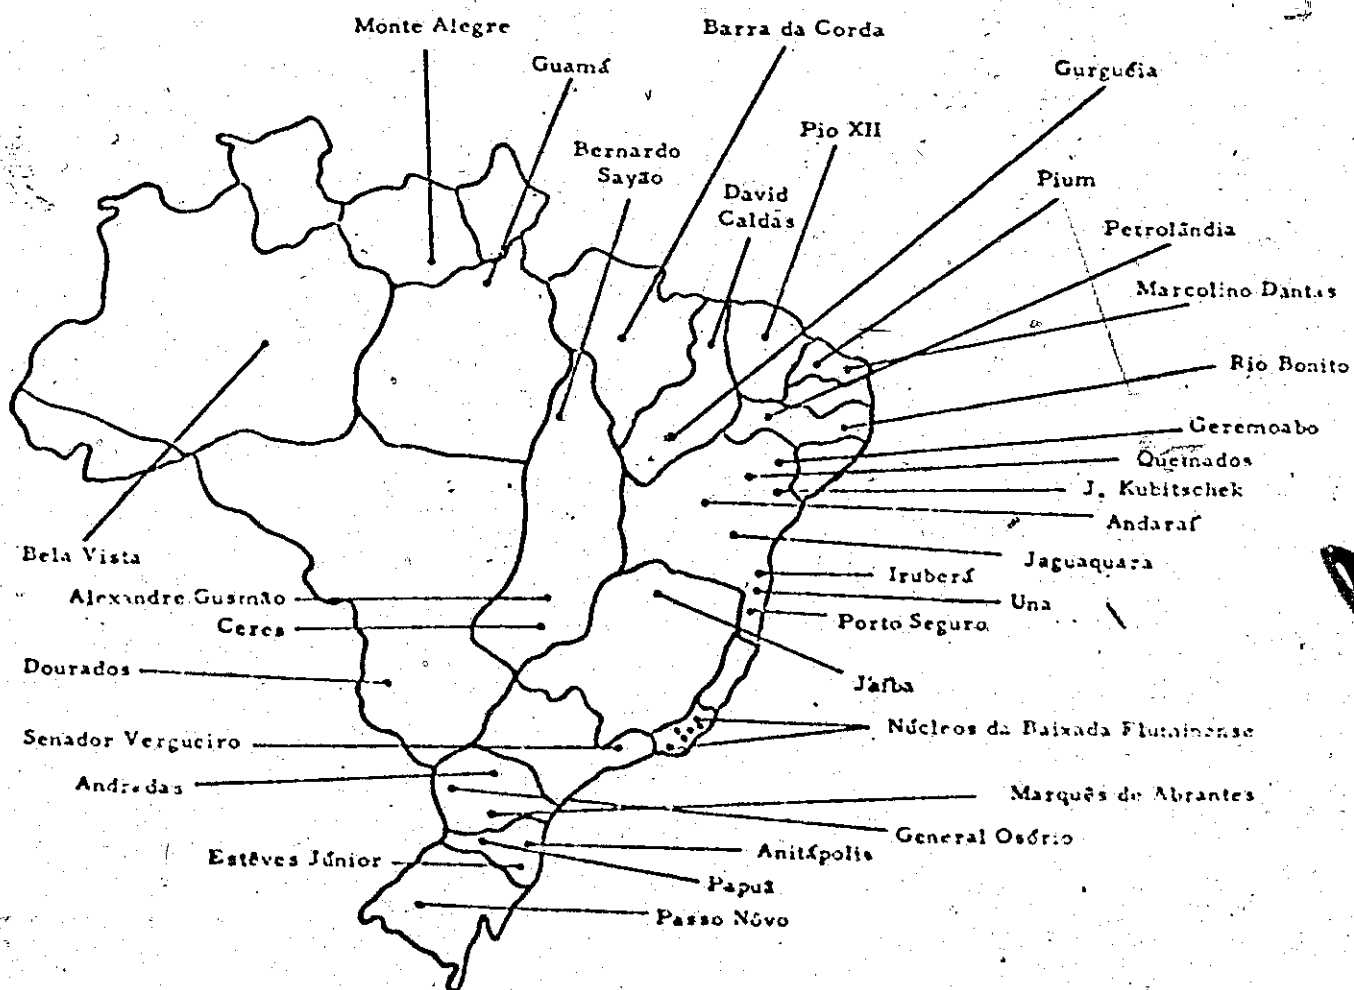 Monte Alegre
Barra da Corda
Guamá
Gurguéia
Pio XII
Bernardo
Sayão
David
Caldas
Pium
Petrolândia
Marcolino Dantas
Rio Bonito
Geremoabo
Queimados
J. Kubitschek
Andaraí
Bela Vista
Jaguaquara
Iruberá
Alexandre Gusmão
Una
Ceres
Porto Seguro
Dourados
Jaíba
Núcleos da Baixada Fluminense
Senador Vergueiro
Andradas
Marquês de Abrantes
General Osório
Anitápolis
Estêves Júnior
Papuã
Passo Nôvo